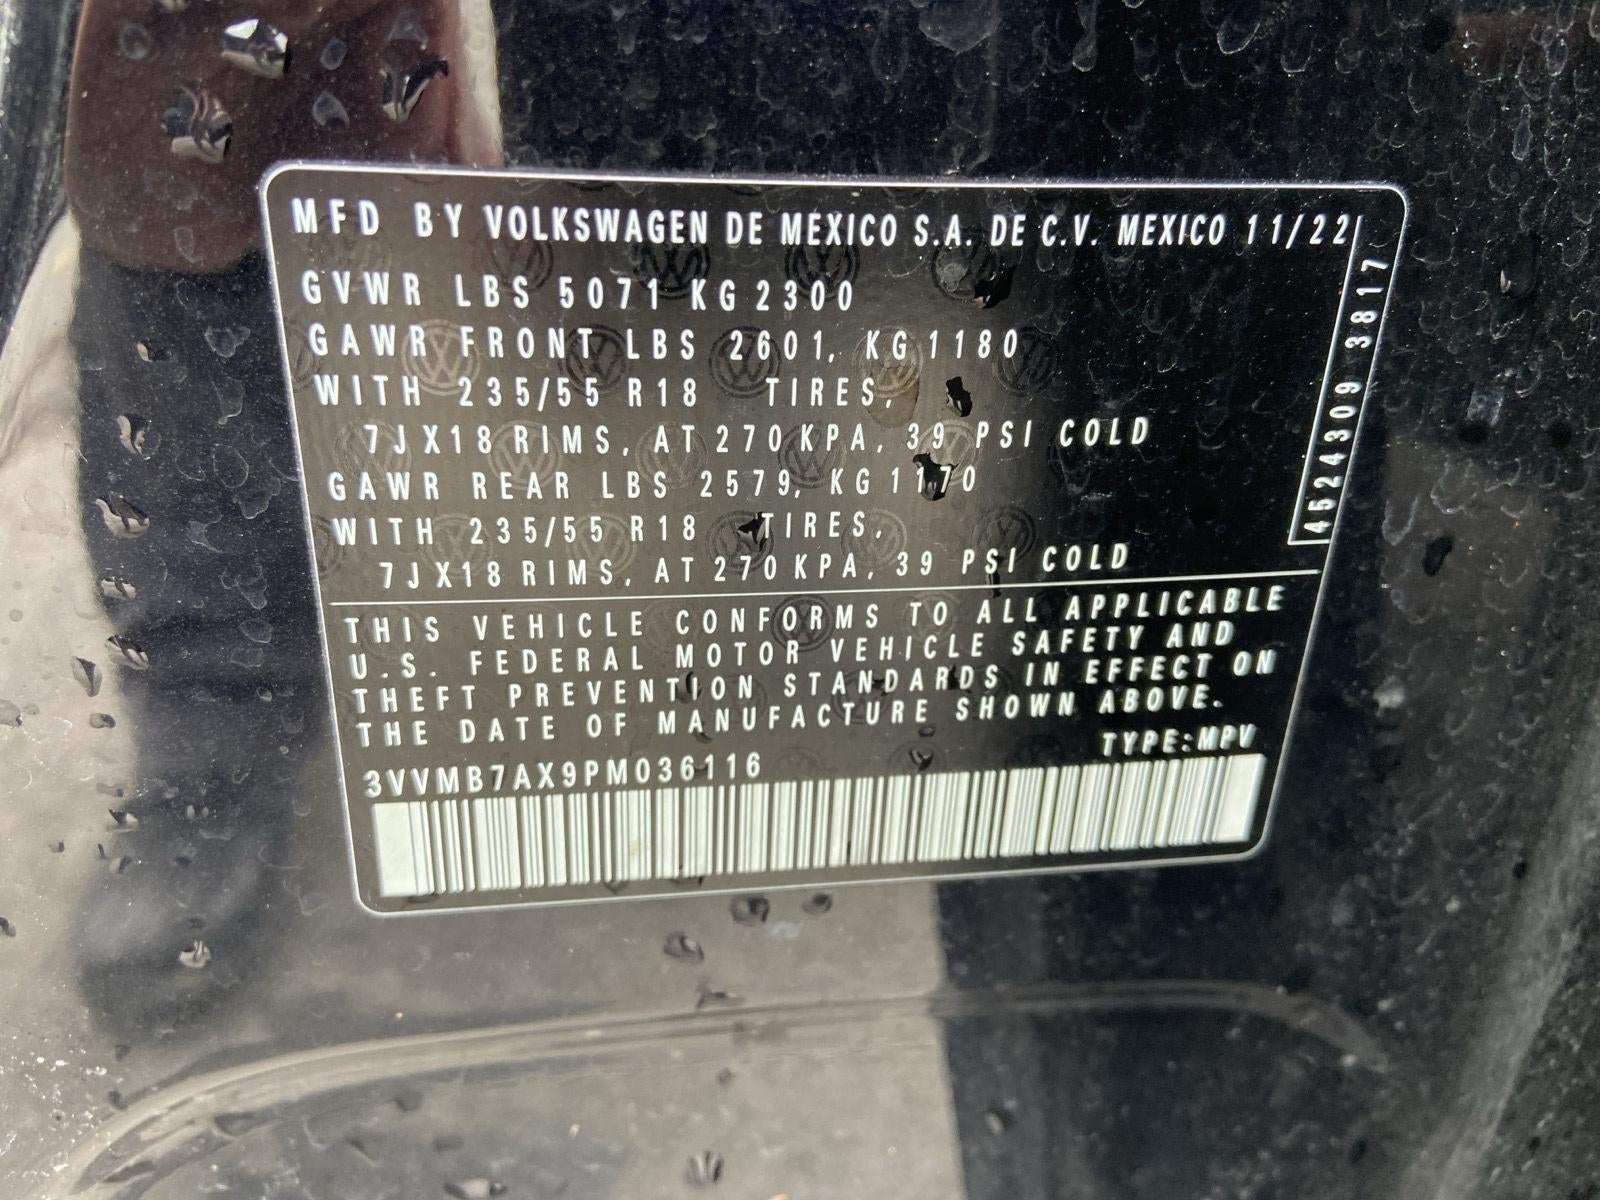 MFD BY VOLKSWAGEN DE MEXICO S.A. DE C.V. MEXICO 11/22
GVWR LBS 5071 KG 2300
GAWR FRONT LBS 2601, KG 1180
WITH 235/55 R18 TIRES,
7JX18 RIMS, AT 270 KPA, 39 PSI COLD
GAWR REAR LBS 2579, KG 1170
WITH 235/55 R18 TIRES,
7JX18 RIMS, AT 270 KPA, 39 PSI COLD
4524309 3817
THIS VEHICLE CONFORMS TO ALL APPLICABLE
U.S. FEDERAL MOTOR VEHICLE SAFETY AND
THEFT PREVENTION STANDARDS IN EFFECT ON
THE DATE OF MANUFACTURE SHOWN ABOVE.
TYPE:MPV
3VVMB7AX9PM036116